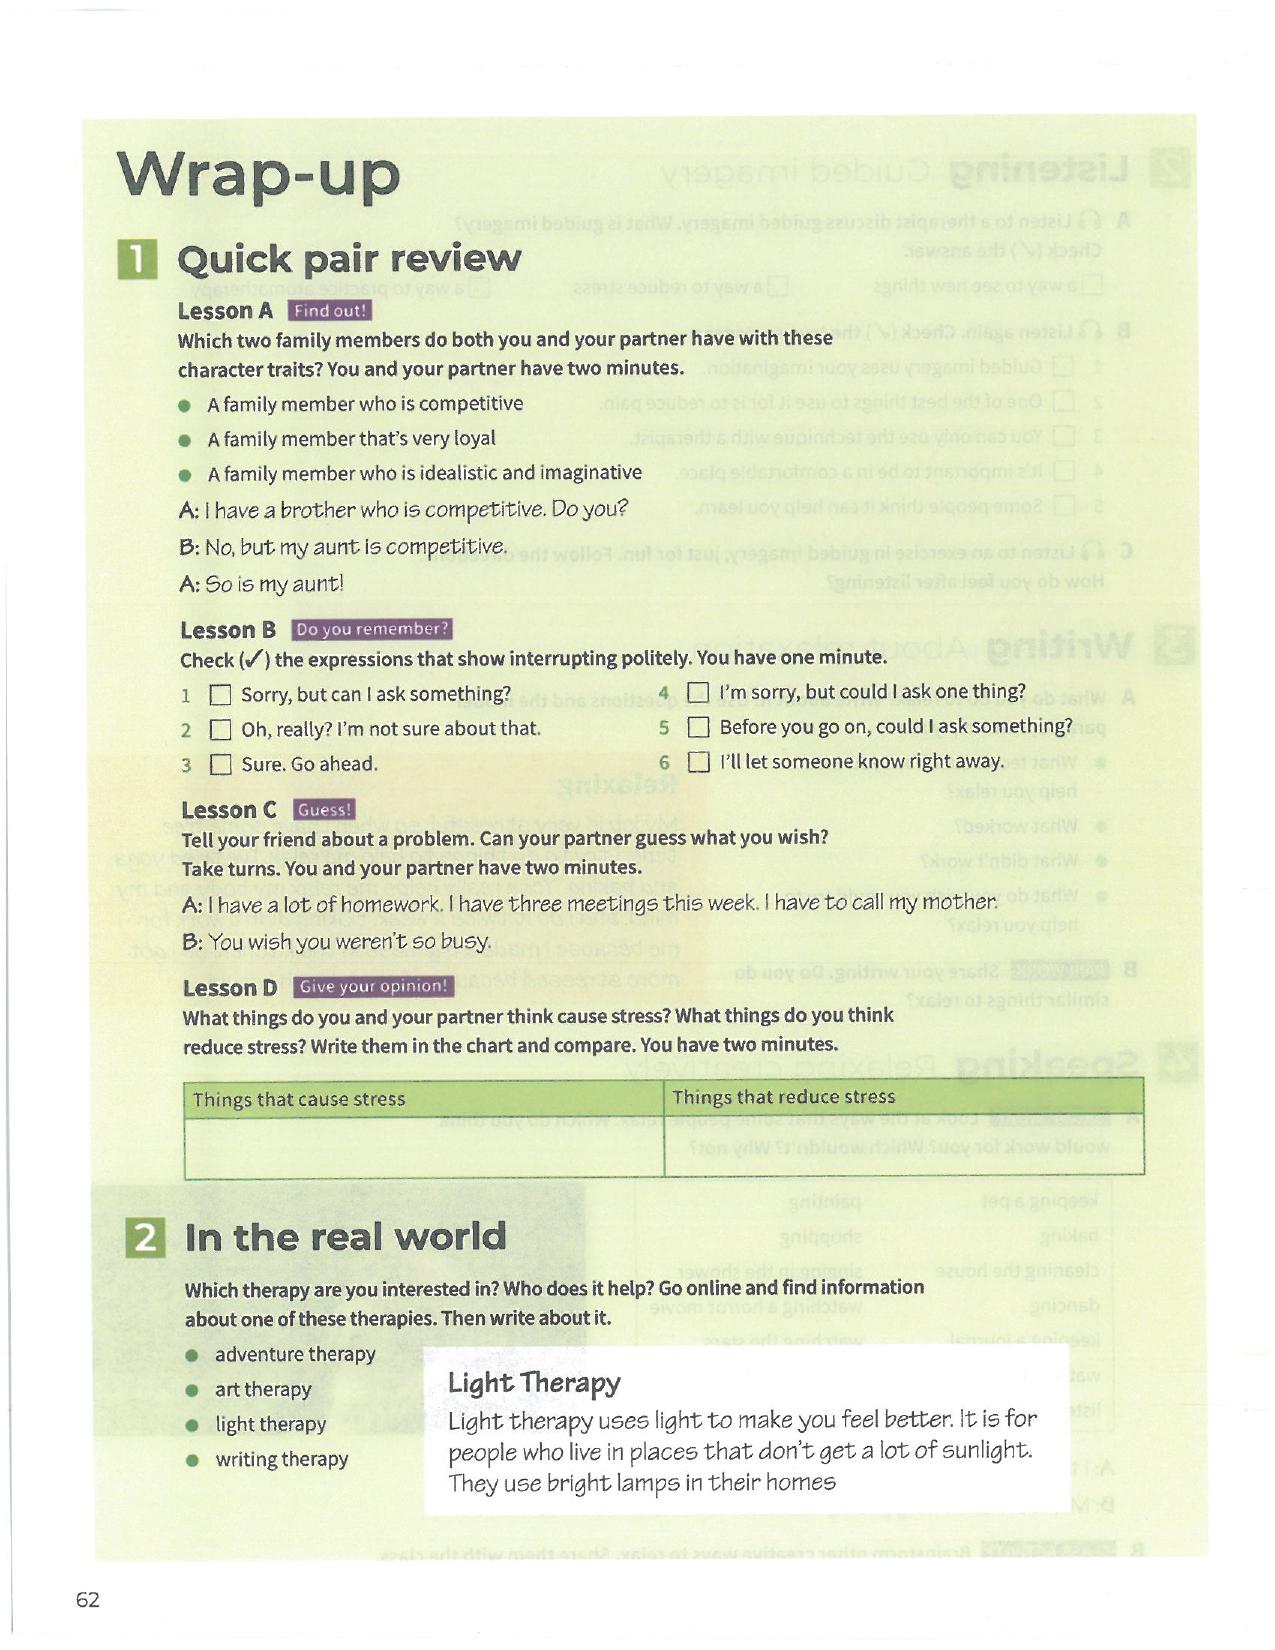 Wrap-up
1 Quick pair review
Lesson A Find out!
Which two family members do both you and your partner have with these
character traits? You and your partner have two minutes.
• A family member who is competitive
• A family member that's very loyal
• A family member who is idealistic and imaginative
A: I have a brother who is competitive. Do you?
B: No, but my aunt is competitive.
A: So is my aunt!
Lesson B Do you remember?
Check (✓) the expressions that show interrupting politely. You have one minute.
1 □ Sorry, but can I ask something?
2 □ Oh, really? I'm not sure about that.
3 □ Sure. Go ahead.
4 □ I'm sorry, but could I ask one thing?
5 □ Before you go on, could I ask something?
6 □ I'll let someone know right away.
Lesson C Guess!
Tell your friend about a problem. Can your partner guess what you wish?
Take turns. You and your partner have two minutes.
A: I have a lot of homework. I have three meetings this week. I have to call my mother.
B: You wish you weren't so busy.
Lesson D Give your opinion!
What things do you and your partner think cause stress? What things do you think
reduce stress? Write them in the chart and compare. You have two minutes.
Things that cause stress
Things that reduce stress
2 In the real world
Which therapy are you interested in? Who does it help? Go online and find information
about one of these therapies. Then write about it.
• adventure therapy
• art therapy
• light therapy
• writing therapy
Light Therapy
Light therapy uses light to make you feel better. It is for
people who live in places that don't get a lot of sunlight.
They use bright lamps in their homes
62